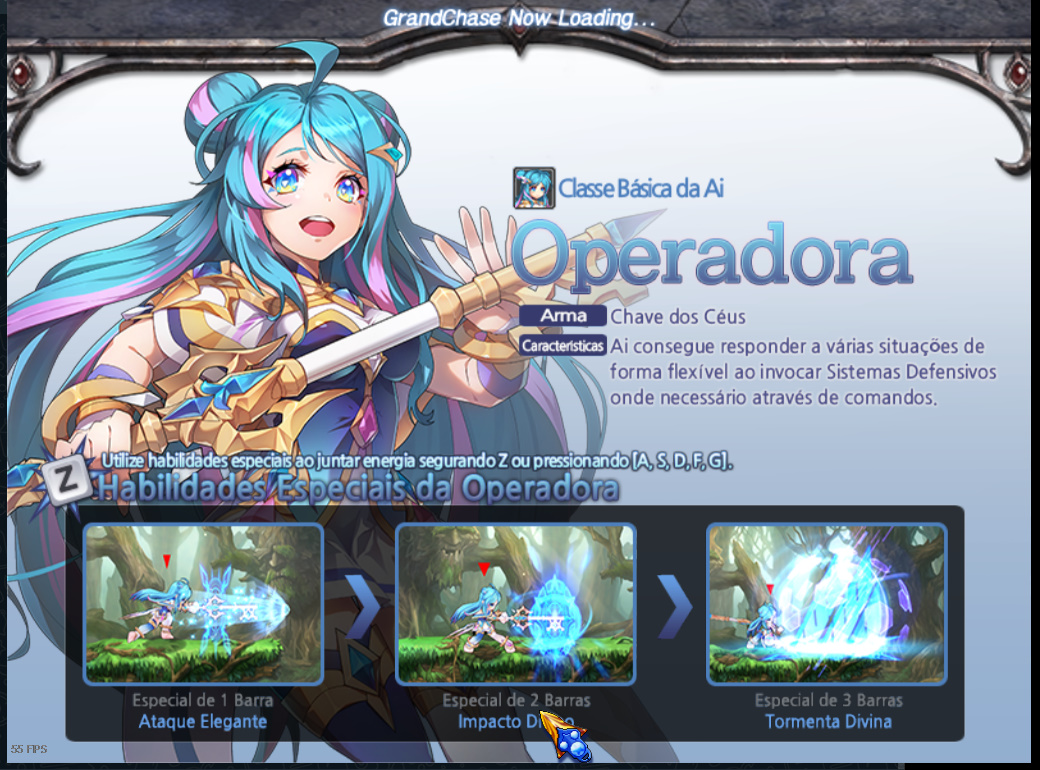 GrandChase Now Loading...
Classe Básica da Ai
Operadora
Arma Chave dos Céus
Características Ai consegue responder a várias situações de
forma flexível ao invocar Sistemas Defensivos
onde necessário através de comandos.
Utilize habilidades especiais ao juntar energia segurando Z ou pressionando [A, S, D, F, G].
Z Habilidades Especiais da Operadora
Especial de 1 Barra
Ataque Elegante
Especial de 2 Barras
Impacto
Especial de 3 Barras
Tormenta Divina
55 FPS